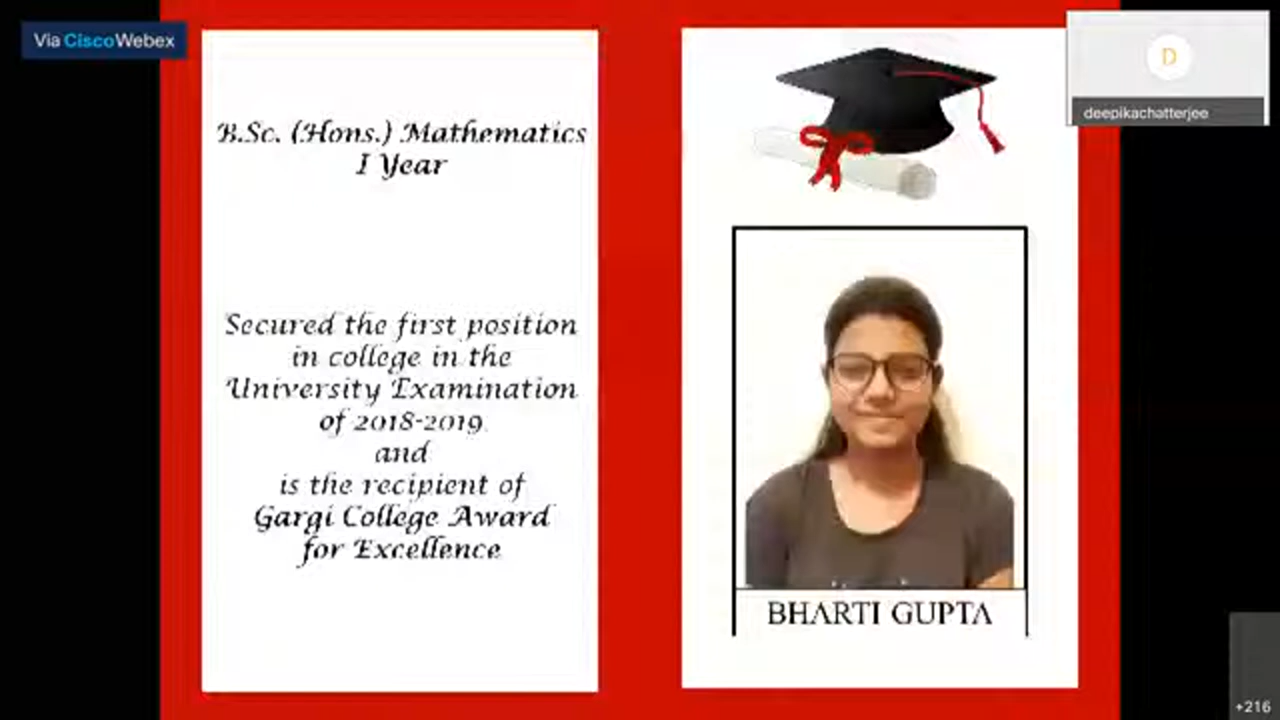 Via CiscoWebex
B.Sc. (Hons.) Mathematics
I Year
Secured the first position
in college in the
University Examination
of 2018-2019
and
is the recipient of
Gargi College Award
for Excellence
BHARTI GUPTA
D
deepikachatterjee
+216